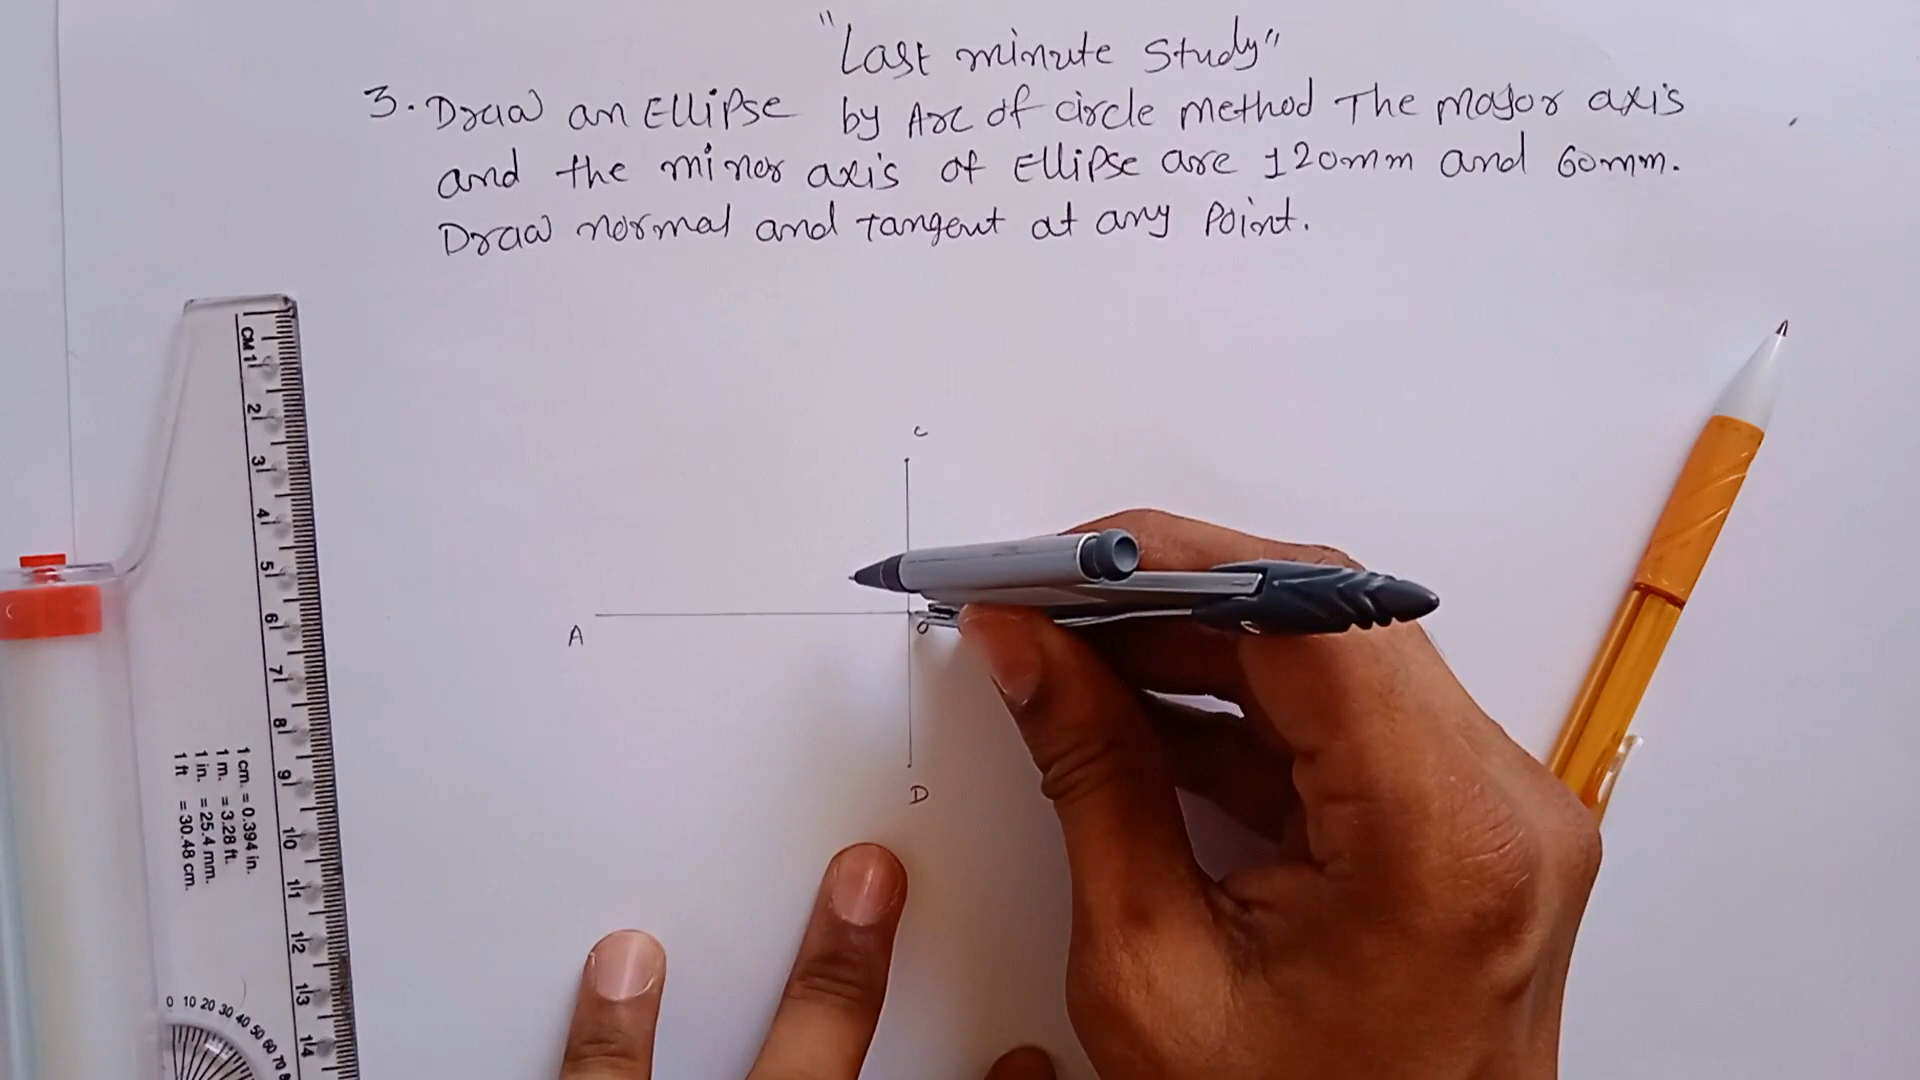 "Last minute Study"
3. Draw an Ellipse by Arc of circle method The major axis
and the minor axis of Ellipse are 120mm and 60mm.
Draw normal and Tangent at any Point.
CM 1 2 3 4 5 6 7 8 9 10 11 12 13 14
C
A
O
D
1 cm. = 0.394 in.
1 m. = 3.28 ft.
1 in. = 25.4 mm.
1 ft = 30.48 cm.
0 10 20 30 40 50 60 70